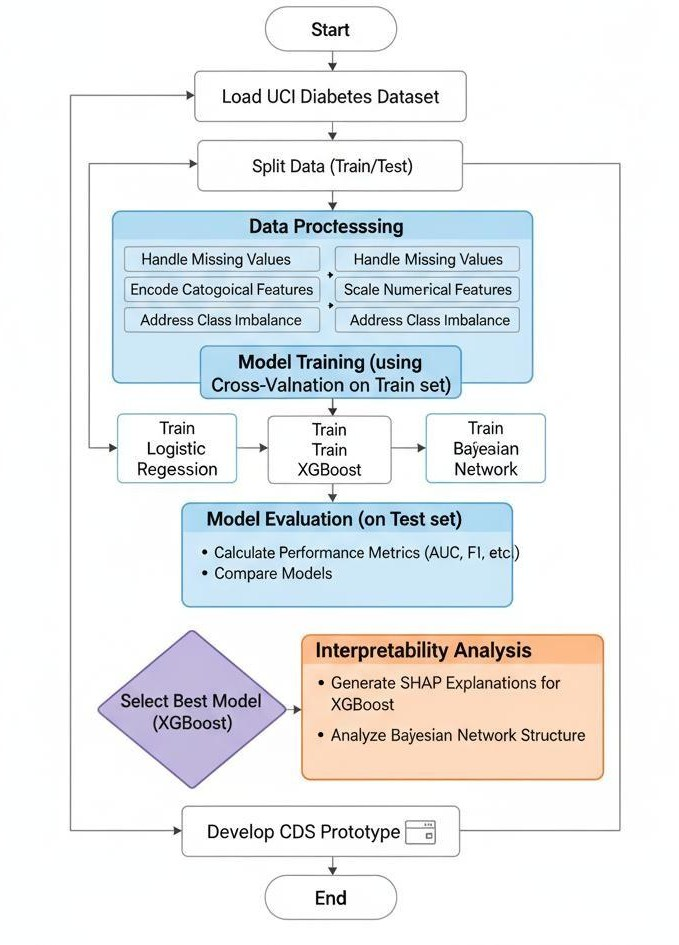 Start
Load UCI Diabetes Dataset
Split Data (Train/Test)
Data Proctesssing
Handle Missing Values
Handle Missing Values
Encode Catogoical Features
Scale Numerical Features
Address Class Imbalance
Address Class Imbalance
Model Training (using
Cross-Valnation on Train set)
Train
Logistic
Regession
Train
Train
XGBoost
Train
Baẏeaian
Network
Model Evaluation (on Test set)
• Calculate Performance Metrics (AUC, FI, etc.)
• Compare Models
Select Best Model
(XGBoost)
Interpretability Analysis
• Generate SHAP Explanations for
XGBoost
• Analyze Bajesian Network Structure
Develop CDS Prototype
End